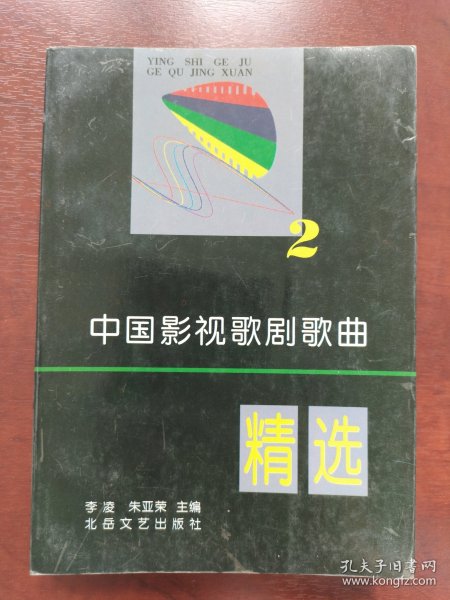 YING SHI GE JU
GE QU JING XUAN
2
中国影视歌剧歌曲
精选
李凌 朱亚荣 主编
北岳文艺出版社
孔夫子旧书网
www.kongfz.com